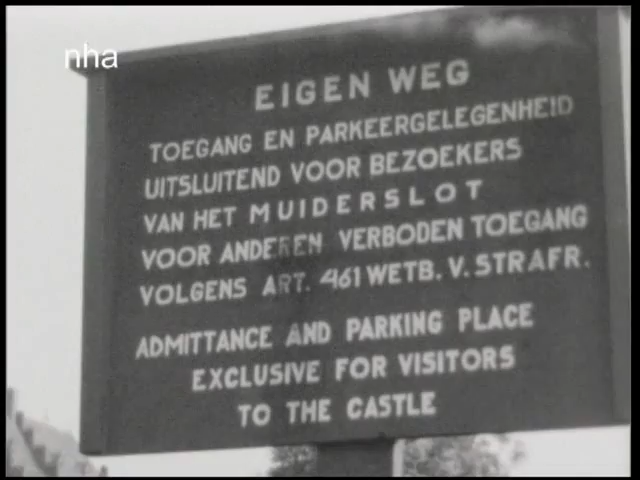 nha
EIGEN WEG
TOEGANG EN PARKEERGELEGENHEID
UITSLUITEND VOOR BEZOEKERS
VAN HET MUIDERSLOT
VOOR ANDEREN VERBODEN TOEGANG
VOLGENS ART. 461 WETB. V. STRAFR.
ADMITTANCE AND PARKING PLACE
EXCLUSIVE FOR VISITORS
TO THE CASTLE